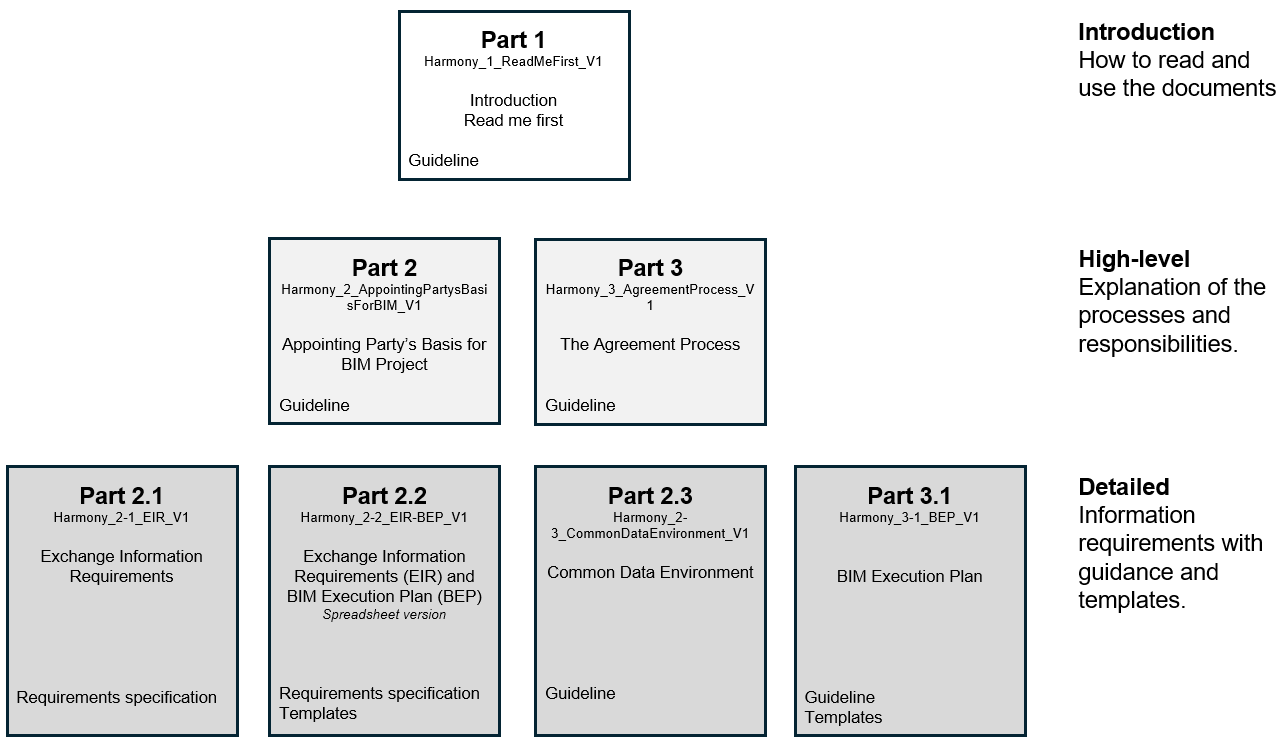 Part 1
Harmony_1_ReadMeFirst_V1
Introduction
Read me first
Guideline
Introduction
How to read and
use the documents
Part 2
Harmony_2_AppointingPartysBasi
sForBIM_V1
Appointing Party’s Basis for
BIM Project
Guideline
Part 3
Harmony_3_AgreementProcess_V
1
The Agreement Process
Guideline
High-level
Explanation of the
processes and
responsibilities.
Part 2.1
Harmony_2-1_EIR_V1
Exchange Information
Requirements
Requirements specification
Part 2.2
Harmony_2-2_EIR-BEP_V1
Exchange Information
Requirements (EIR) and
BIM Execution Plan (BEP)
Spreadsheet version
Requirements specification
Templates
Part 2.3
Harmony_2-
3_CommonDataEnvironment_V1
Common Data Environment
Guideline
Part 3.1
Harmony_3-1_BEP_V1
BIM Execution Plan
Guideline
Templates
Detailed
Information
requirements with
guidance and
templates.